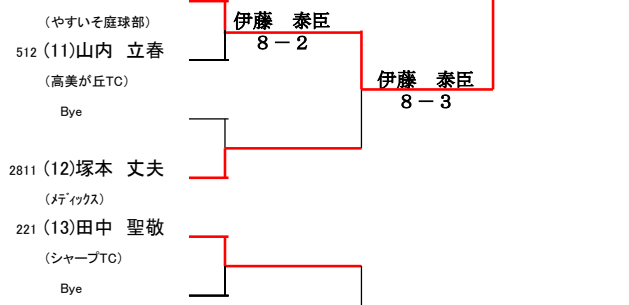 (やすいそ庭球部)
伊藤 泰臣
8-2
512 (11)山内 立春
(高美が丘TC)
伊藤 泰臣
8-3
Bye
2811 (12)塚本 丈夫
(メディックス)
221 (13)田中 聖敬
(シャープTC)
Bye